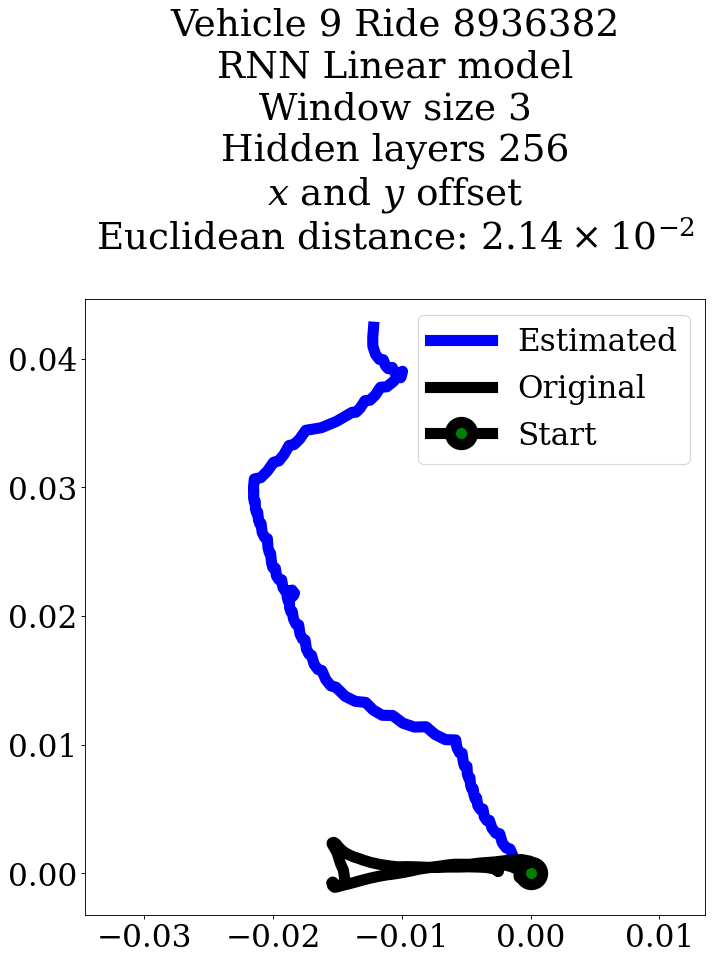 Vehicle 9 Ride 8936382
RNN Linear model
Window size 3
Hidden layers 256
x and y offset
Euclidean distance: 2.14 × 10⁻²
Estimated
Original
Start
0.04
0.03
0.02
0.01
0.00
−0.03 −0.02 −0.01 0.00 0.01